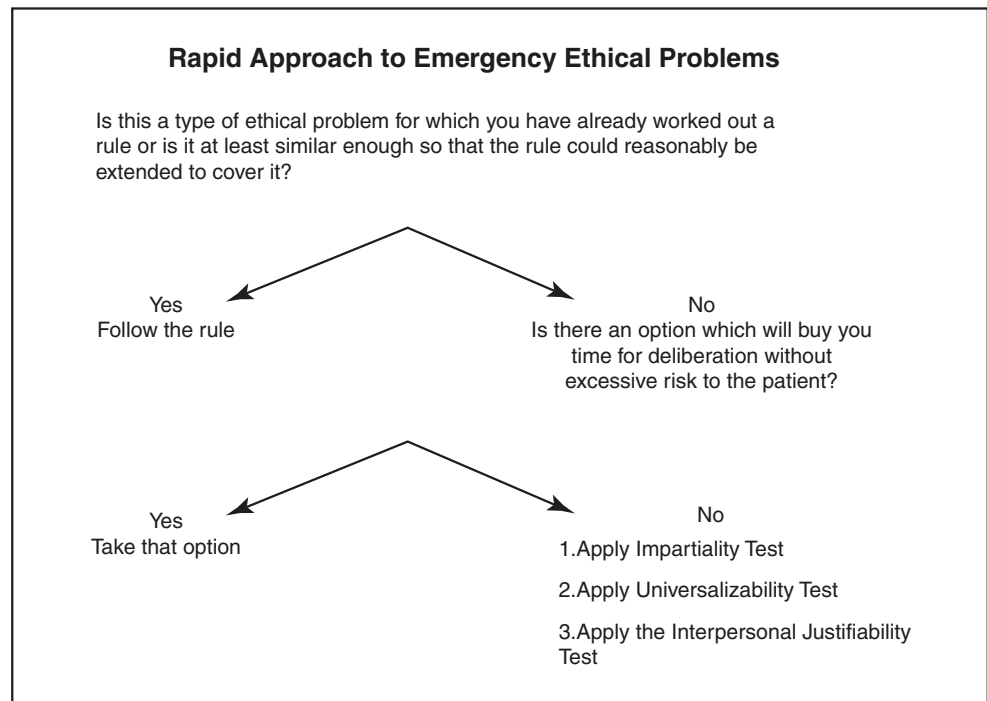 Rapid Approach to Emergency Ethical Problems
Is this a type of ethical problem for which you have already worked out a
rule or is it at least similar enough so that the rule could reasonably be
extended to cover it?
Yes
Follow the rule
No
Is there an option which will buy you
time for deliberation without
excessive risk to the patient?
Yes
Take that option
No
1.Apply Impartiality Test
2.Apply Universalizability Test
3.Apply the Interpersonal Justifiability
Test